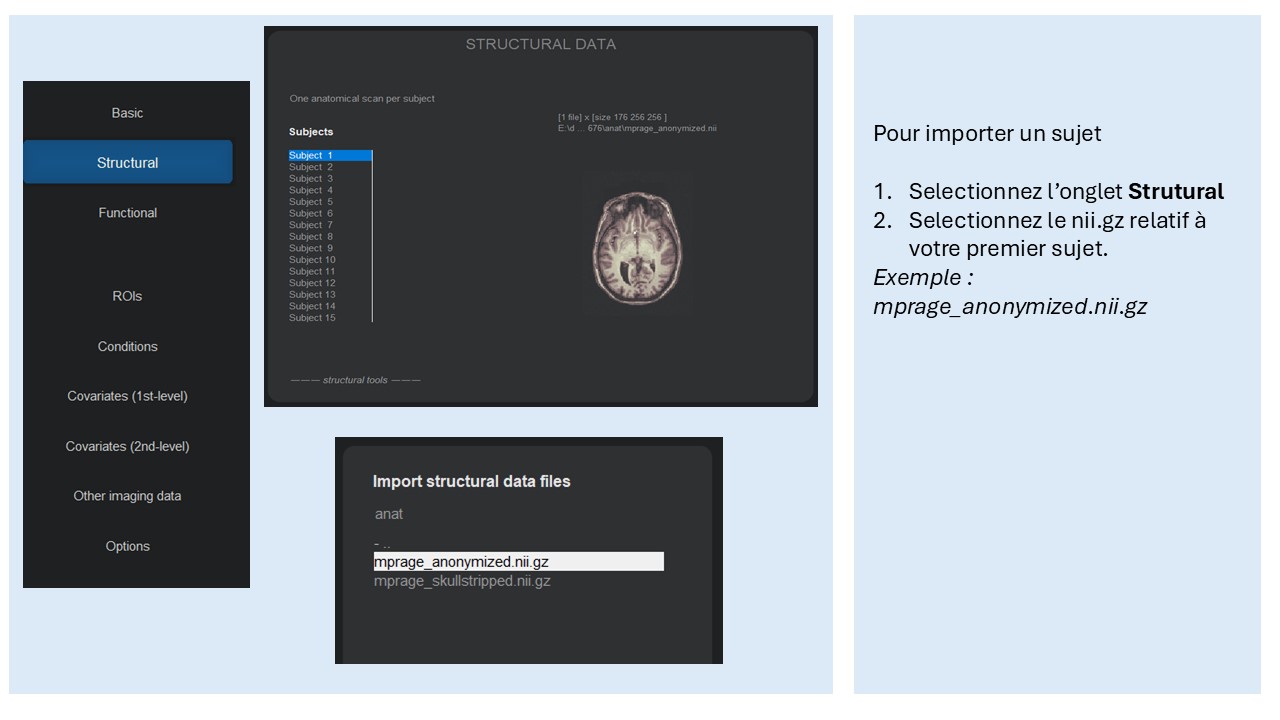 Basic
Structural
Functional
ROIs
Conditions
Covariates (1st-level)
Covariates (2nd-level)
Other imaging data
Options
STRUCTURAL DATA
One anatomical scan per subject
Subjects
Subject 1
Subject 2
Subject 3
Subject 4
Subject 5
Subject 6
Subject 7
Subject 8
Subject 9
Subject 10
Subject 11
Subject 12
Subject 13
Subject 14
Subject 15
[1 file] x [size 176 256 256 ]
E:\d ... 676\anat\mprage_anonymized.nii
——— structural tools ———
Import structural data files
anat
- ..
mprage_anonymized.nii.gz
mprage_skullstripped.nii.gz
Pour importer un sujet
1. Selectionnez l’onglet Strutural
2. Selectionnez le nii.gz relatif à
votre premier sujet.
Exemple :
mprage_anonymized.nii.gz